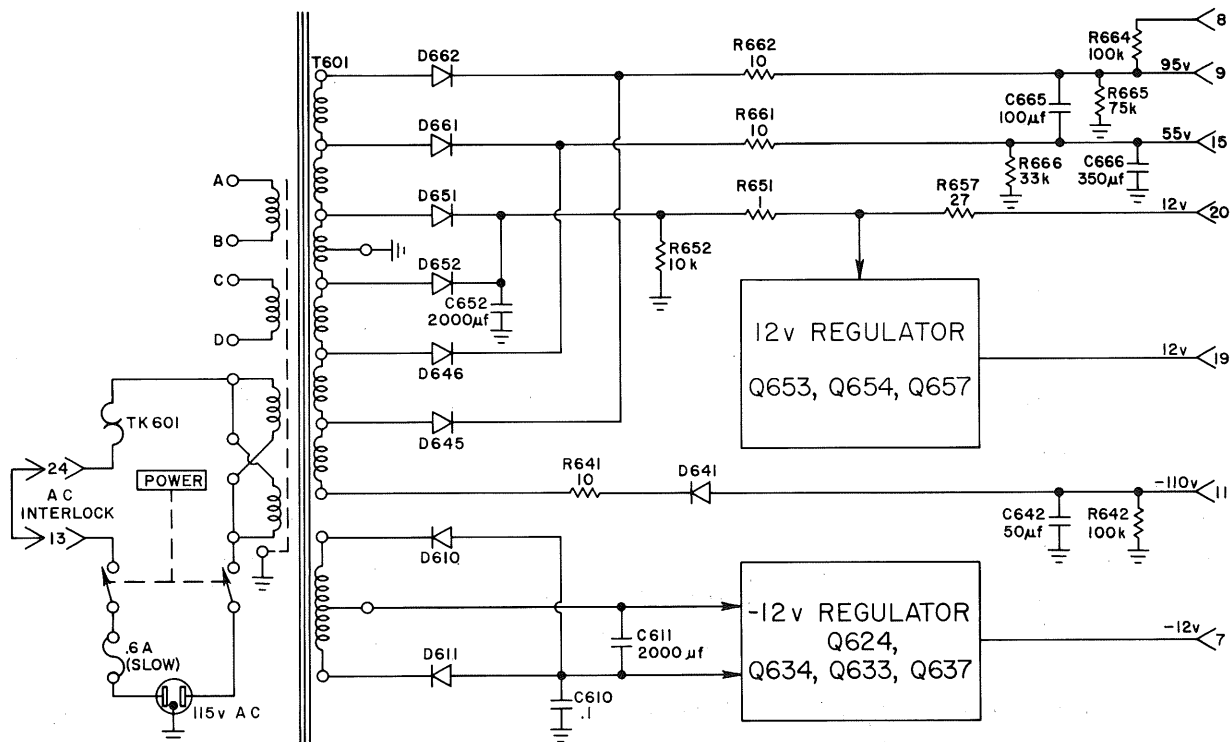 T601
D662
R662
10
R664
100k
8
95v
9
C665
100µf
R665
75k
D661
R661
10
55v
15
R666
33k
C666
350µf
A
B
C
D
D651
R651
1
R657
27
12v
20
R652
10k
D652
C652
2000µf
12v REGULATOR
Q653, Q654, Q657
12v
19
D646
D645
TK601
24
AC
INTERLOCK
13
POWER
R641
10
D641
-110v
11
C642
50µf
R642
100k
D610
-12v REGULATOR
Q624,
Q634, Q633, Q637
-12v
7
C611
2000µf
D611
C610
.1
.6A
(SLOW)
115v AC